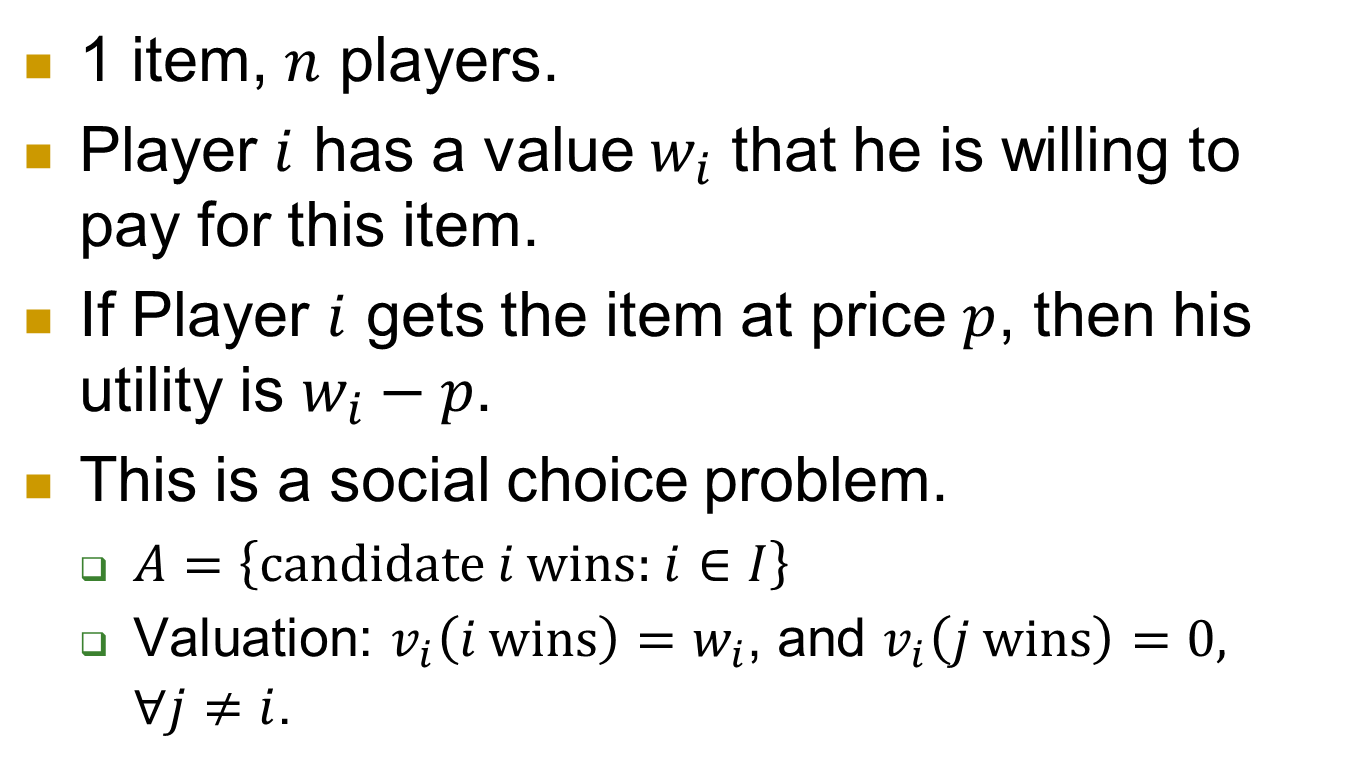 1 item, 𝑛 players.
Player 𝑖 has a value 𝑤ᵢ that he is willing to
pay for this item.
If Player 𝑖 gets the item at price 𝑝, then his
utility is 𝑤ᵢ − 𝑝.
This is a social choice problem.
𝐴 = {candidate 𝑖 wins: 𝑖 ∈ 𝐼}
Valuation: 𝑣ᵢ(𝑖 wins) = 𝑤ᵢ, and 𝑣ᵢ(𝑗 wins) = 0,
∀𝑗 ≠ 𝑖.